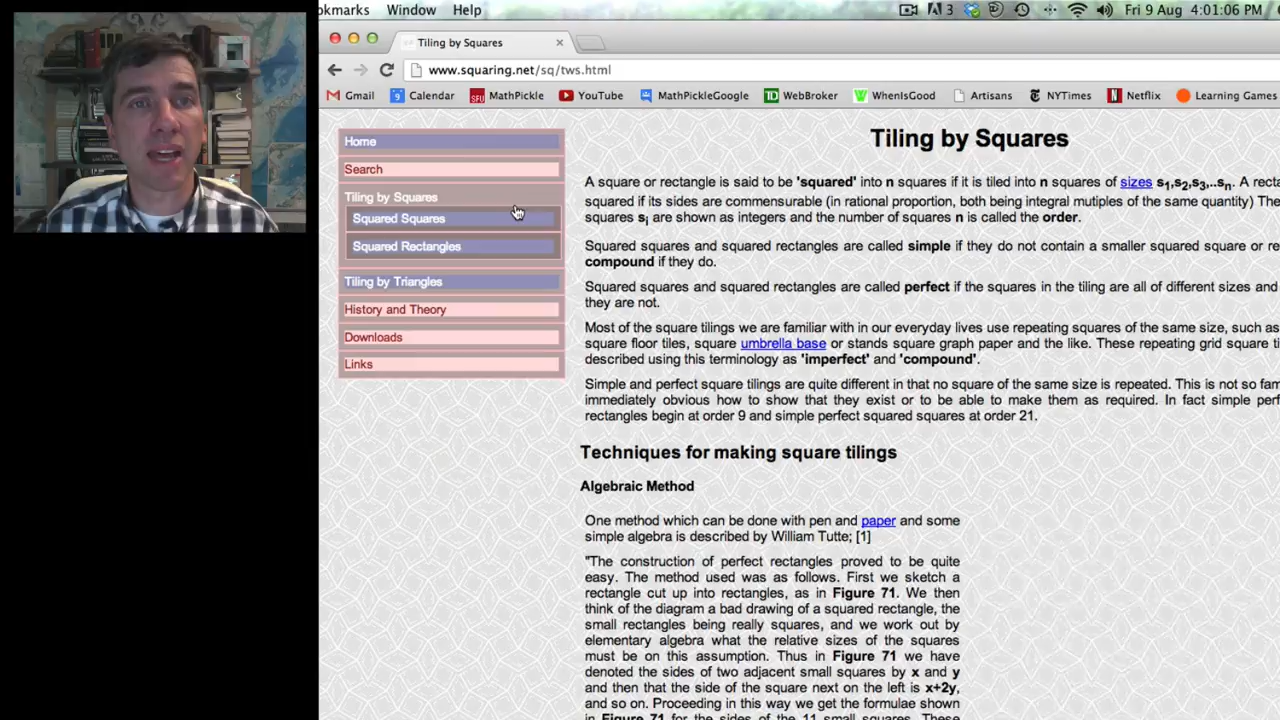 okmarks Window Help 3 Fri 9 Aug 4:01:06 PM
Tiling by Squares
www.squaring.net/sq/tws.html
Gmail Calendar MathPickle YouTube MathPickleGoogle WebBroker WhenIsGood Artisans NYTimes Netflix Learning Games
Home
Search
Tiling by Squares
Squared Squares
Squared Rectangles
Tiling by Triangles
History and Theory
Downloads
Links
Tiling by Squares
A square or rectangle is said to be 'squared' into n squares if it is tiled into n squares of sizes s1,s2,s3,..sn. A recta
squared if its sides are commensurable (in rational proportion, both being integral mutiples of the same quantity) The
squares si are shown as integers and the number of squares n is called the order.
Squared squares and squared rectangles are called simple if they do not contain a smaller squared square or re
compound if they do.
Squared squares and squared rectangles are called perfect if the squares in the tiling are all of different sizes and
they are not.
Most of the square tilings we are familiar with in our everyday lives use repeating squares of the same size, such as
square floor tiles, square umbrella base or stands square graph paper and the like. These repeating grid square ti
described using this terminology as 'imperfect' and 'compound'.
Simple and perfect square tilings are quite different in that no square of the same size is repeated. This is not so fam
immediately obvious how to show that they exist or to be able to make them as required. In fact simple perf
rectangles begin at order 9 and simple perfect squared squares at order 21.
Techniques for making square tilings
Algebraic Method
One method which can be done with pen and paper and some
simple algebra is described by William Tutte; [1]
"The construction of perfect rectangles proved to be quite
easy. The method used was as follows. First we sketch a
rectangle cut up into rectangles, as in Figure 71. We then
think of the diagram a bad drawing of a squared rectangle, the
small rectangles being really squares, and we work out by
elementary algebra what the relative sizes of the squares
must be on this assumption. Thus in Figure 71 we have
denoted the sides of two adjacent small squares by x and y
and then that the side of the square next on the left is x+2y,
and so on. Proceeding in this way we get the formulae shown
in Figure 71 for the sides of the 11 small squares. These